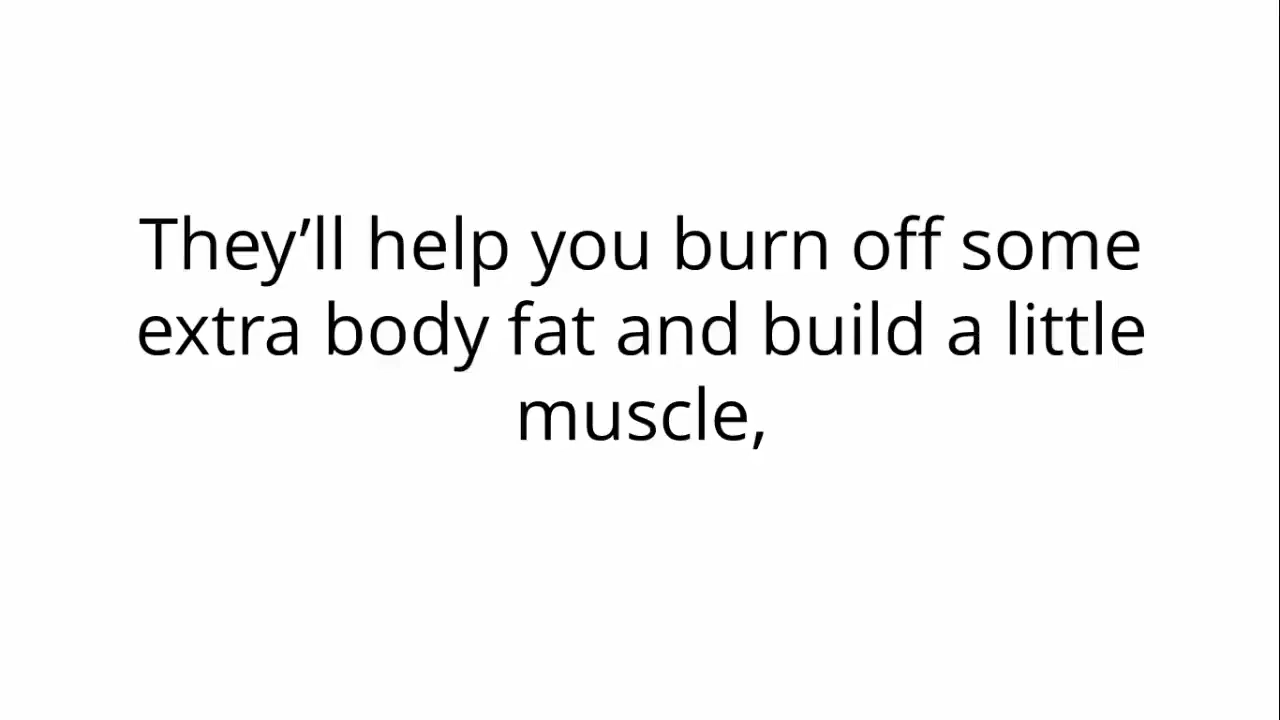 They’ll help you burn off some
extra body fat and build a little
muscle,